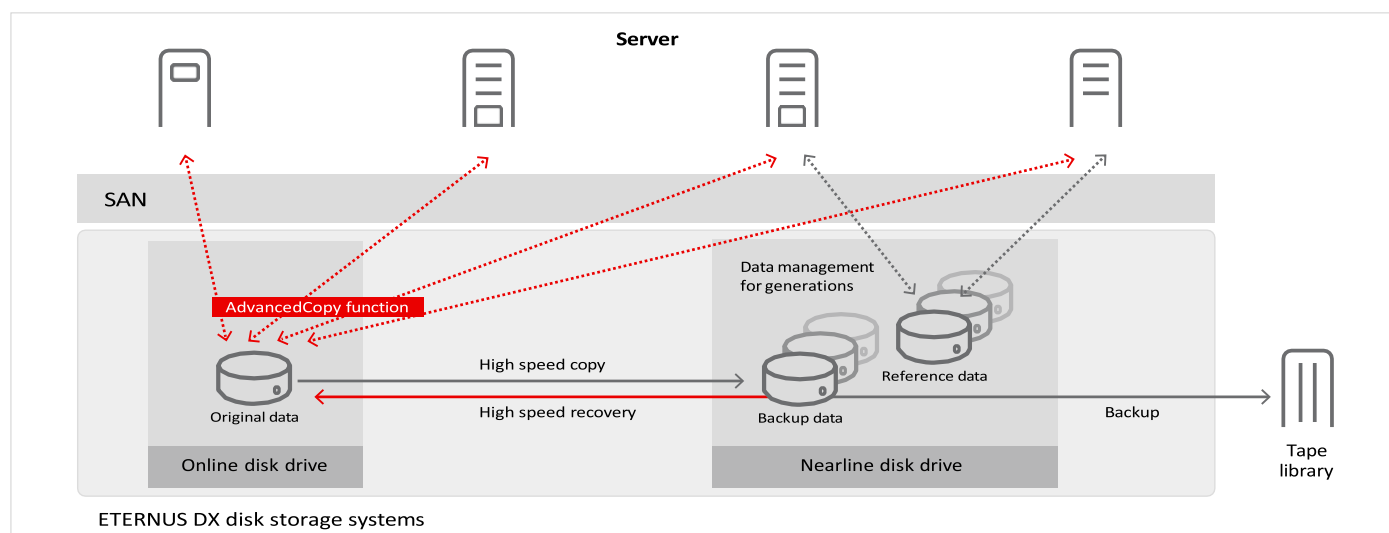 Server
SAN
Data management
for generations
AdvancedCopy function
High speed copy
Reference data
Original data
High speed recovery
Backup data
Backup
Tape
library
Online disk drive
Nearline disk drive
ETERNUS DX disk storage systems